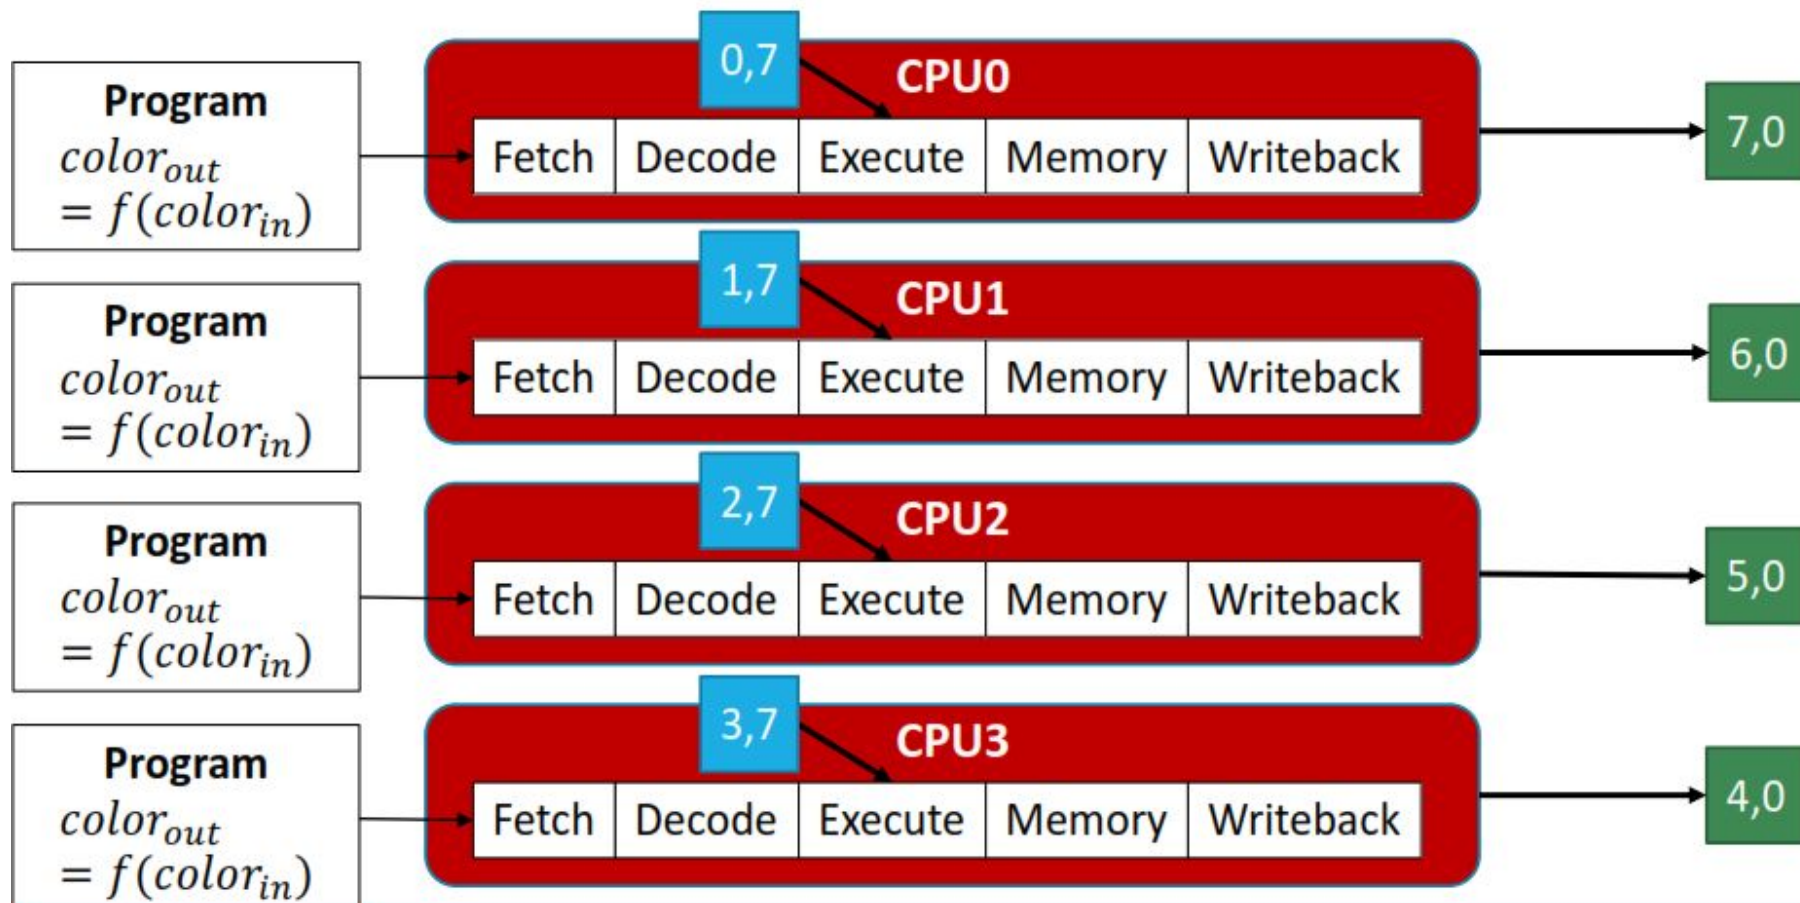 Program
color_out
= f(color_in)
0,7
CPU0
Fetch Decode Execute Memory Writeback
7,0
Program
color_out
= f(color_in)
1,7
CPU1
Fetch Decode Execute Memory Writeback
6,0
Program
color_out
= f(color_in)
2,7
CPU2
Fetch Decode Execute Memory Writeback
5,0
Program
color_out
= f(color_in)
3,7
CPU3
Fetch Decode Execute Memory Writeback
4,0